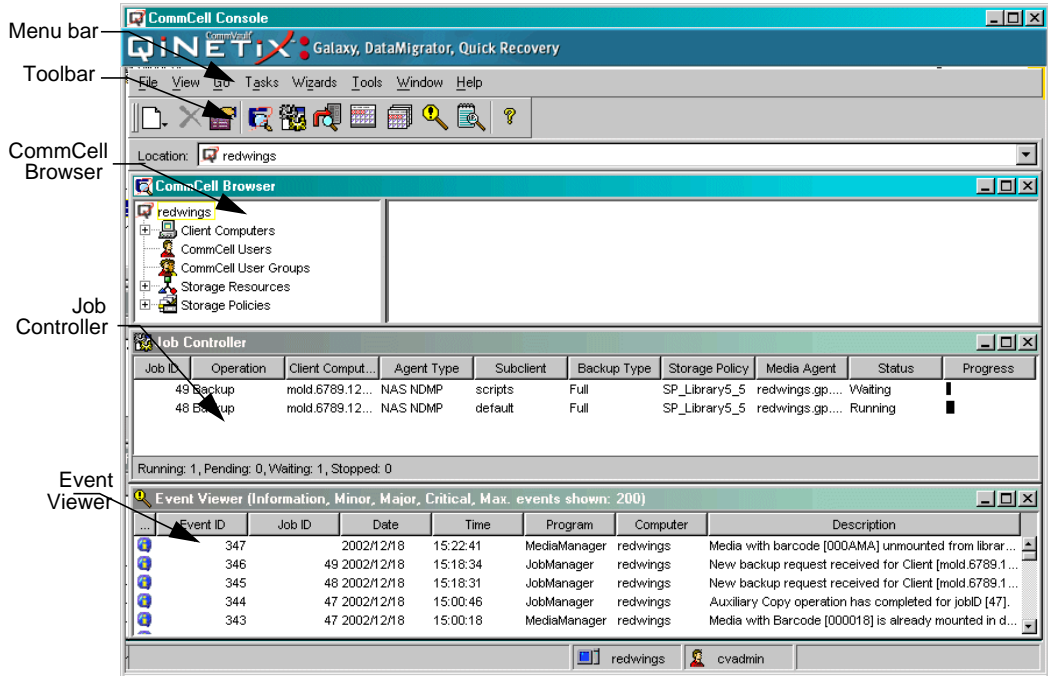 CommCell Console
CommVault
QiNETiX Galaxy, DataMigrator, Quick Recovery
Menu bar
File View Go Tasks Wizards Tools Window Help
Toolbar
Location: redwings
CommCell
Browser
CommCell Browser
redwings
Client Computers
CommCell Users
CommCell User Groups
Storage Resources
Storage Policies
Job
Controller
Job Controller
Job ID Operation Client Comput... Agent Type Subclient Backup Type Storage Policy Media Agent Status Progress
49 Backup mold.6789.12... NAS NDMP scripts Full SP_Library5_5 redwings.gp.... Waiting
48 Backup mold.6789.12... NAS NDMP default Full SP_Library5_5 redwings.gp.... Running
Running: 1, Pending: 0, Waiting: 1, Stopped: 0
Event
Viewer
Event Viewer (Information, Minor, Major, Critical, Max. events shown: 200)
... Event ID Job ID Date Time Program Computer Description
347 2002/12/18 15:22:41 MediaManager redwings Media with barcode [000AMA] unmounted from librar...
346 49 2002/12/18 15:18:34 JobManager redwings New backup request received for Client [mold.6789.1...
345 48 2002/12/18 15:18:31 JobManager redwings New backup request received for Client [mold.6789.1...
344 47 2002/12/18 15:00:46 JobManager redwings Auxiliary Copy operation has completed for jobID [47].
343 47 2002/12/18 15:00:18 MediaManager redwings Media with Barcode [000018] is already mounted in d...
redwings cvadmin